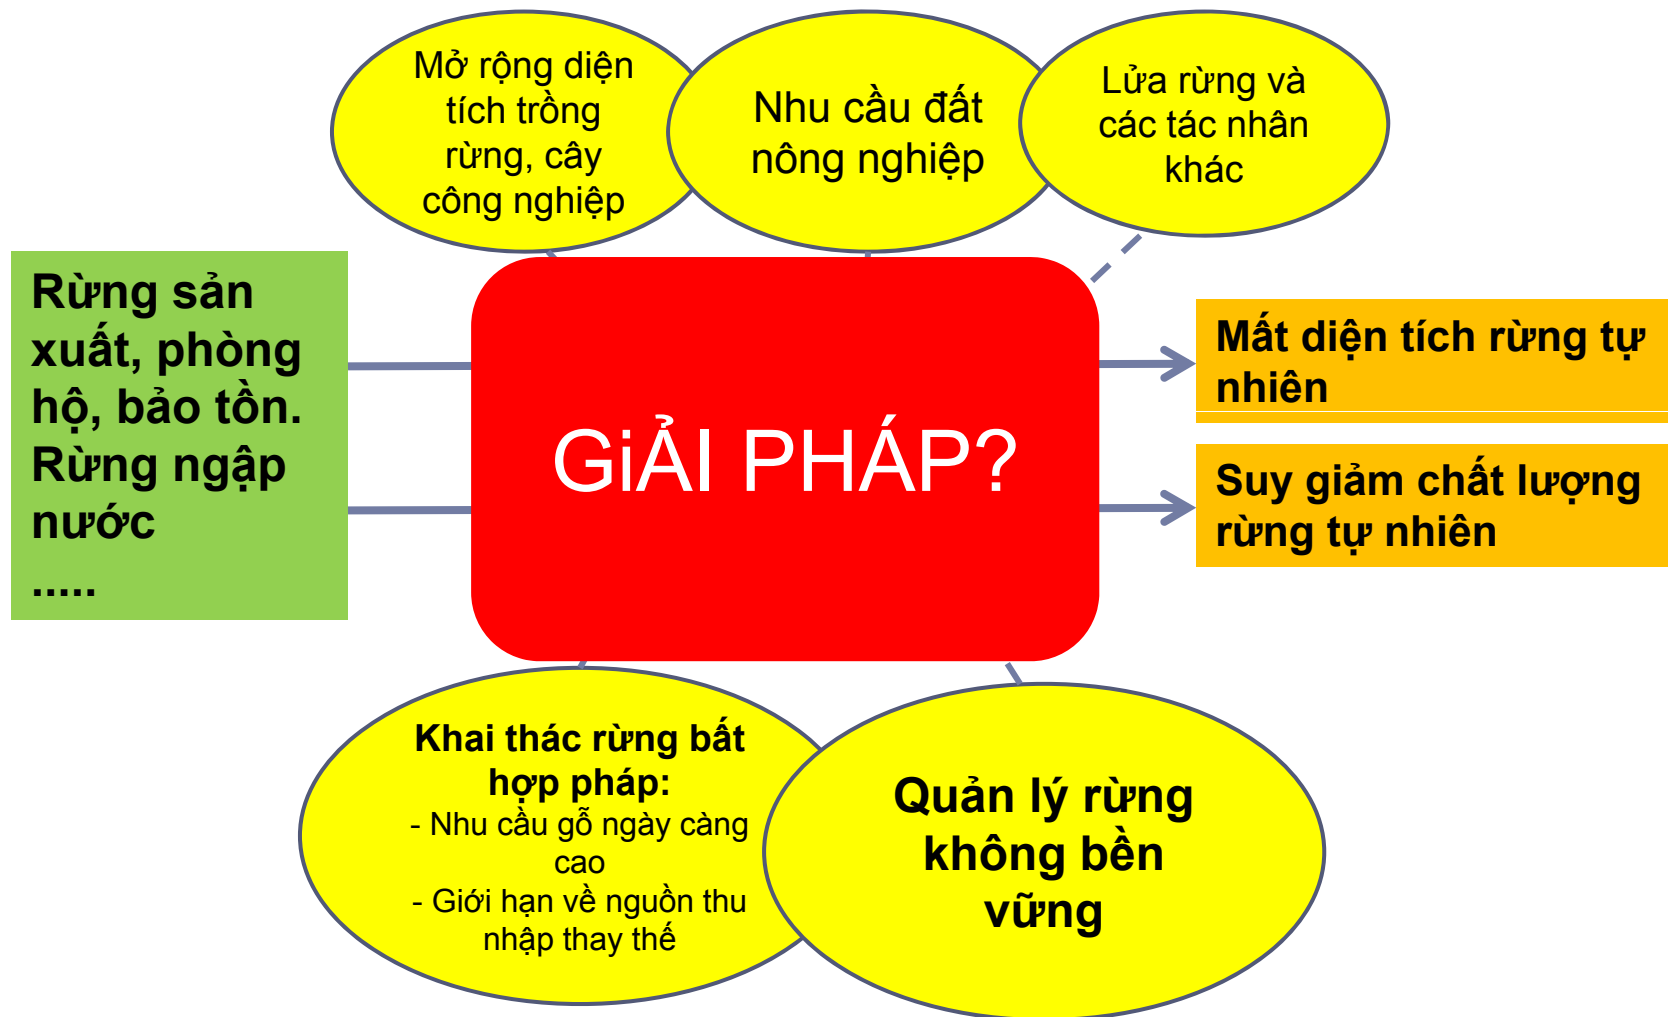 Mở rộng diện
tích trồng
rừng, cây
công nghiệp
Nhu cầu đất
nông nghiệp
Lửa rừng và
các tác nhân
khác
Rừng sản
xuất, phòng
hộ, bảo tồn.
Rừng ngập
nước
.....
GiẢI PHÁP?
Mất diện tích rừng tự
nhiên
Suy giảm chất lượng
rừng tự nhiên
Khai thác rừng bất
hợp pháp:
- Nhu cầu gỗ ngày càng
cao
- Giới hạn về nguồn thu
nhập thay thế
Quản lý rừng
không bền
vững